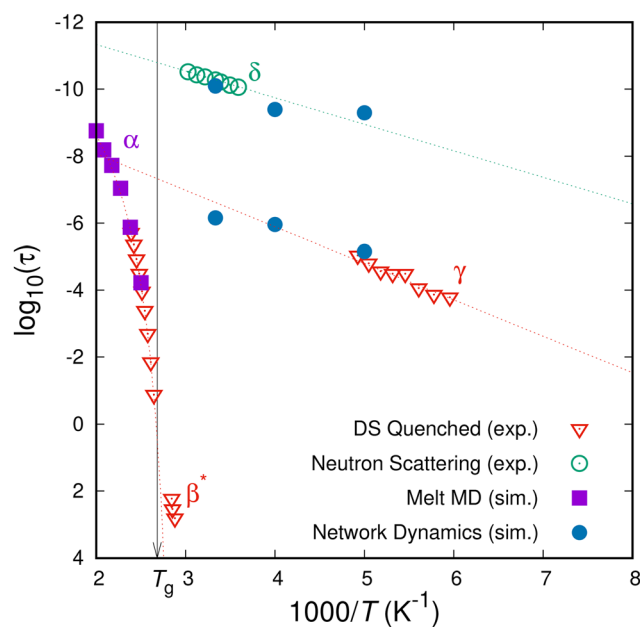 -12
-10
-8
-6
-4
-2
0
2
4
log₁₀(τ)
δ
α
γ
β*
DS Quenched (exp.)
Neutron Scattering (exp.)
Melt MD (sim.)
Network Dynamics (sim.)
2 Tg 3 4 5 6 7 8
1000/T (K⁻¹)